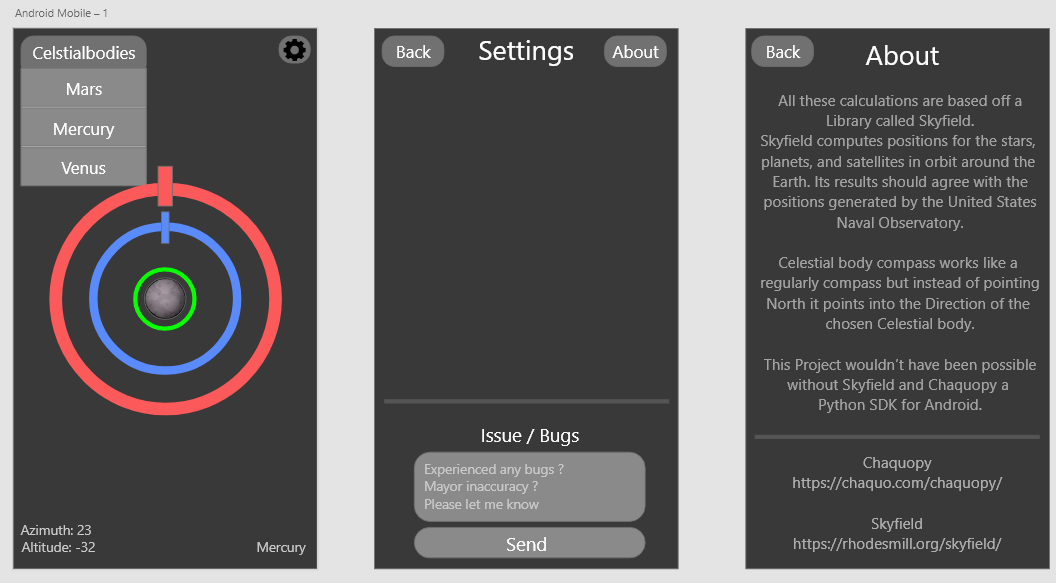 Android Mobile – 1
Celstialbodies
Mars
Mercury
Venus
Azimuth: 23
Altitude: -32
Mercury
Back
Settings
About
Issue / Bugs
Experienced any bugs ?
Mayor inaccuracy ?
Please let me know
Send
Back
About
All these calculations are based off a
Library called Skyfield.
Skyfield computes positions for the stars,
planets, and satellites in orbit around the
Earth. Its results should agree with the
positions generated by the United States
Naval Observatory.
Celestial body compass works like a
regularly compass but instead of pointing
North it points into the Direction of the
chosen Celestial body.
This Project wouldn't have been possible
without Skyfield and Chaquopy a
Python SDK for Android.
Chaquopy
https://chaquo.com/chaquopy/
Skyfield
https://rhodesmill.org/skyfield/